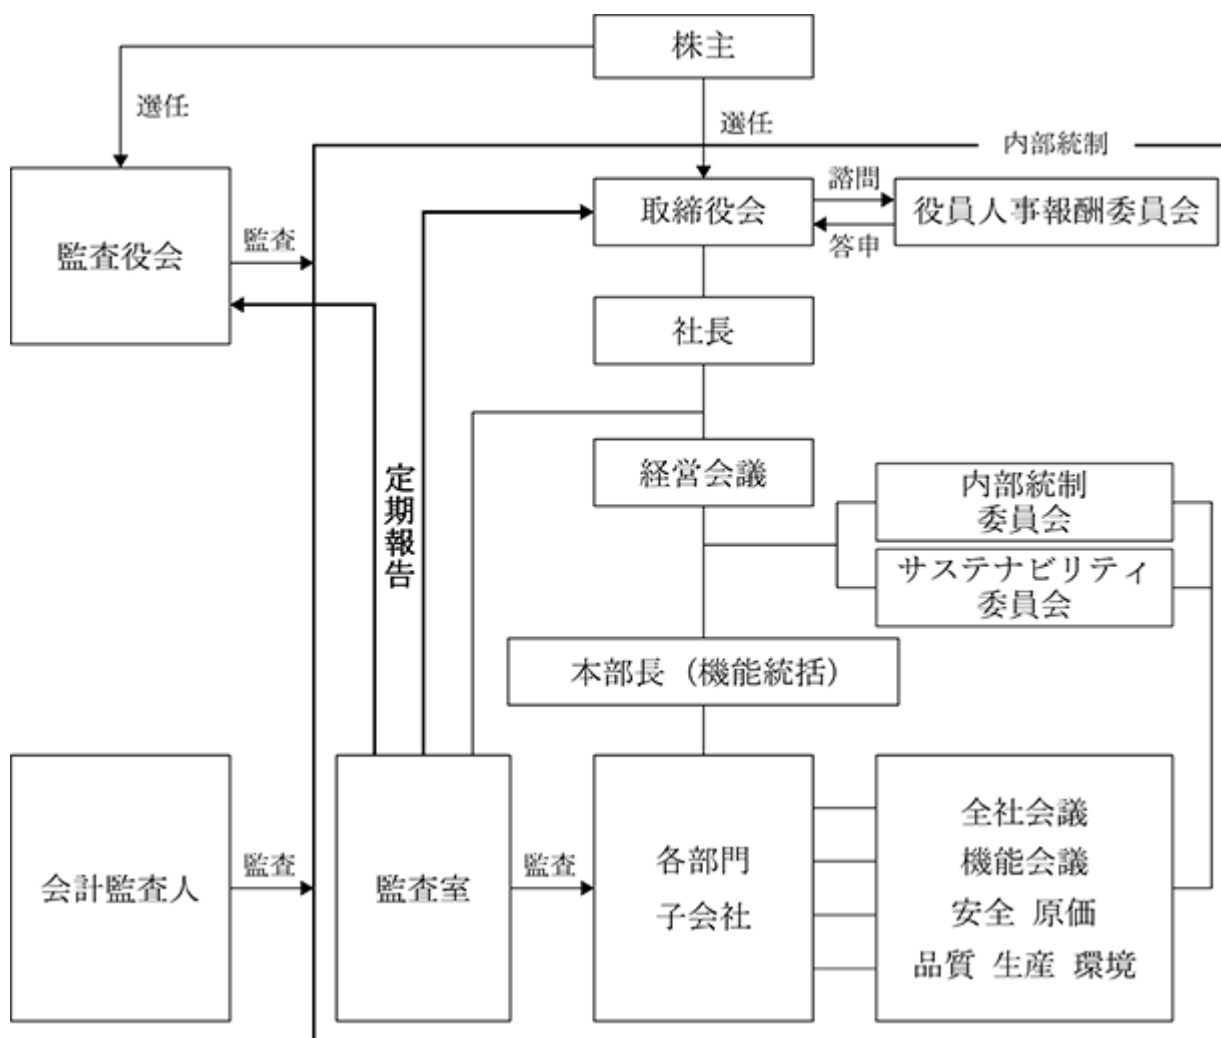 株主
選任
選任
内部統制
監査役会
監査
取締役会
諮問
答申
役員人事報酬委員会
社長
経営会議
定期報告
内部統制
委員会
サステナビリティ
委員会
本部長（機能統括）
会計監査人
監査
監査室
監査
各部門
子会社
全社会議
機能会議
安全 原価
品質 生産 環境